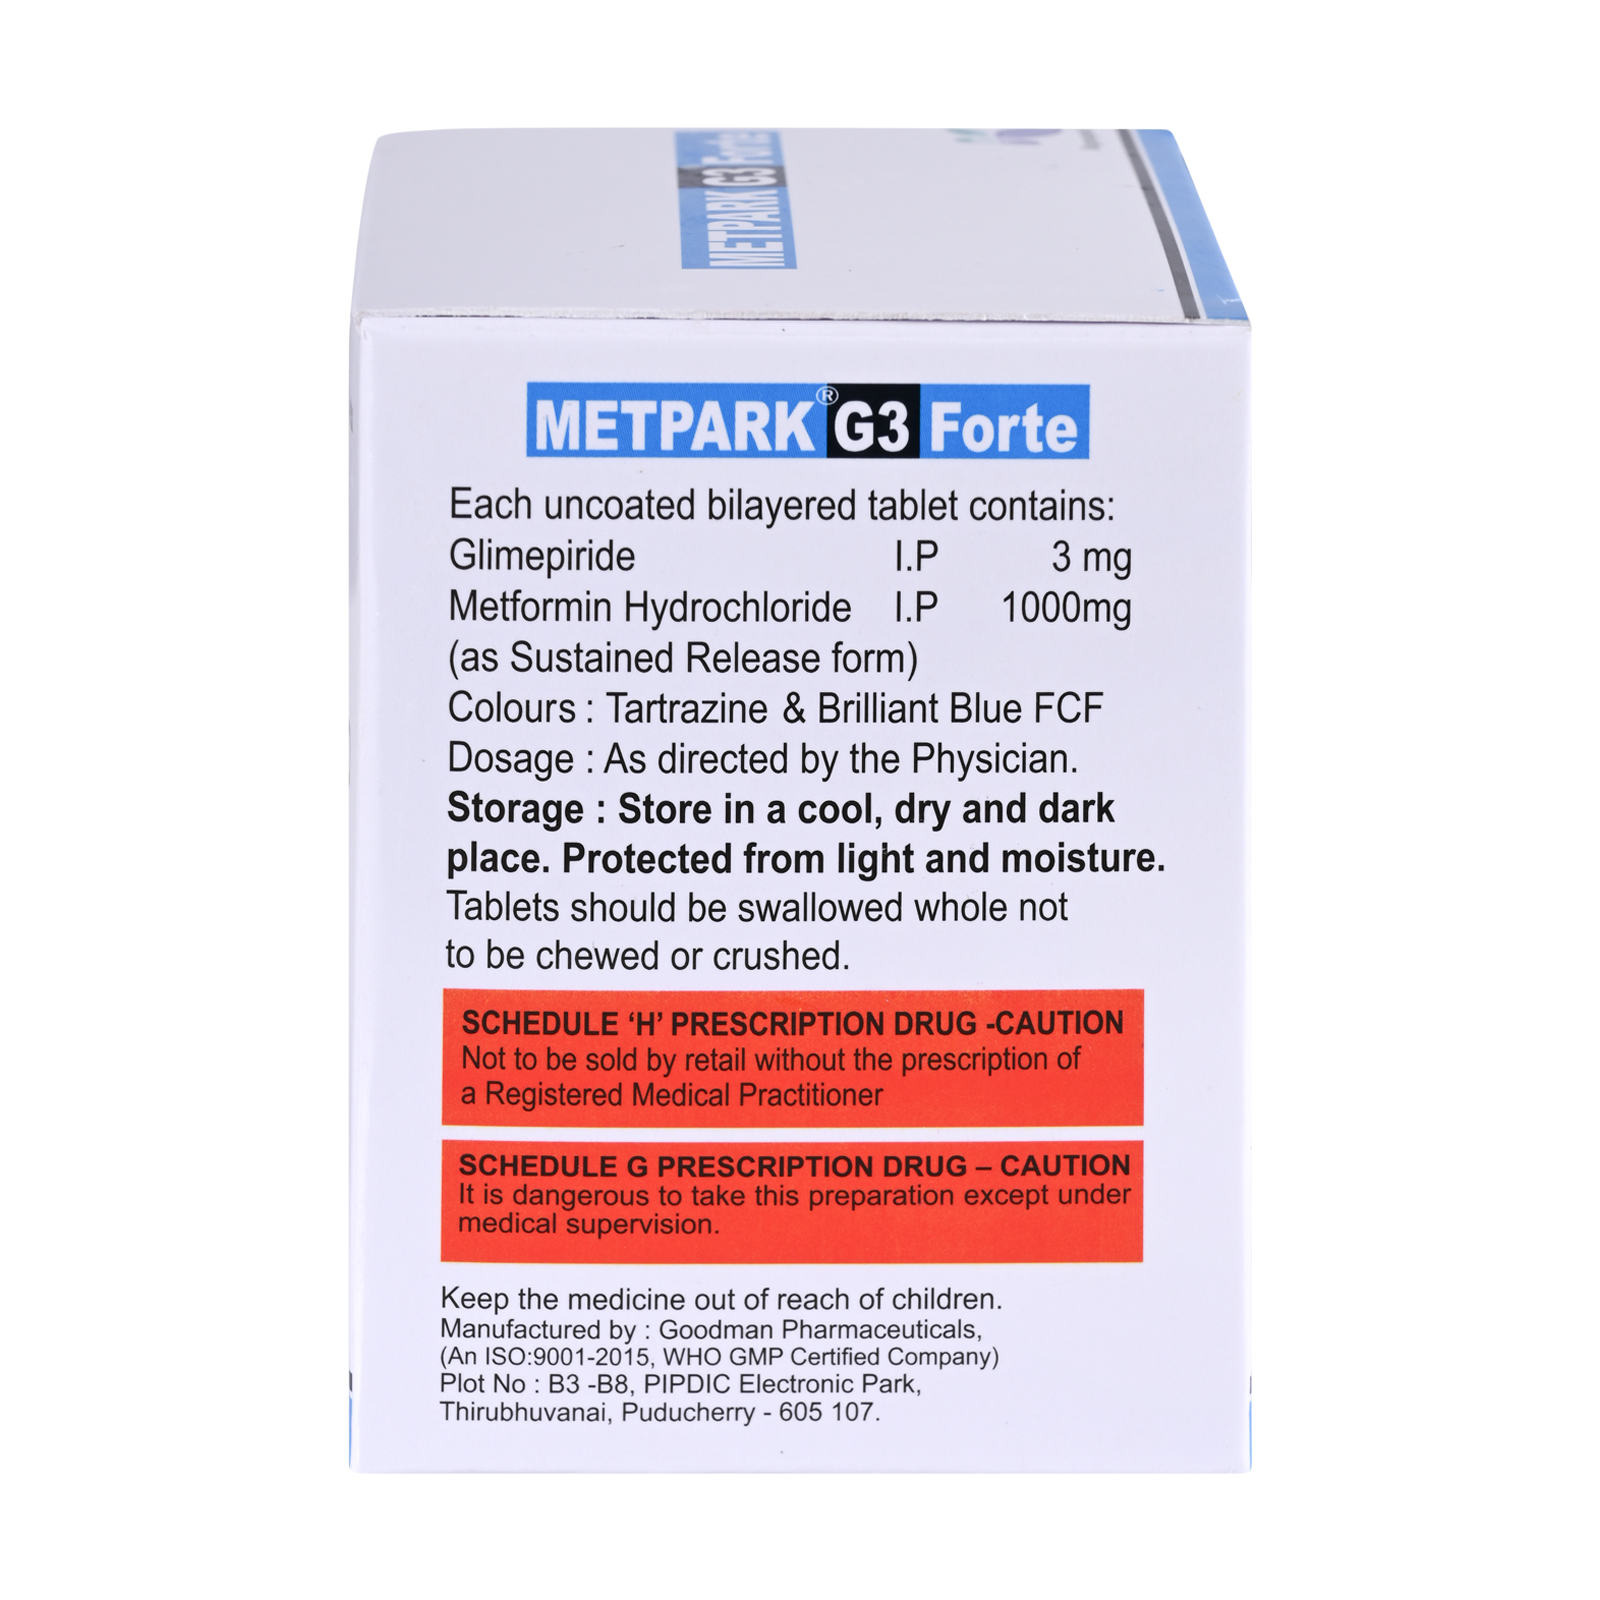 METPARK G3 Forte
METPARK® G3 Forte
Each uncoated bilayered tablet contains:
Glimepiride I.P 3 mg
Metformin Hydrochloride I.P 1000mg
(as Sustained Release form)
Colours : Tartrazine & Brilliant Blue FCF
Dosage : As directed by the Physician.
Storage : Store in a cool, dry and dark
place. Protected from light and moisture.
Tablets should be swallowed whole not
to be chewed or crushed.
SCHEDULE ‘H’ PRESCRIPTION DRUG -CAUTION
Not to be sold by retail without the prescription of
a Registered Medical Practitioner
SCHEDULE G PRESCRIPTION DRUG – CAUTION
It is dangerous to take this preparation except under
medical supervision.
Keep the medicine out of reach of children.
Manufactured by : Goodman Pharmaceuticals,
(An ISO:9001-2015, WHO GMP Certified Company)
Plot No : B3 -B8, PIPDIC Electronic Park,
Thirubhuvanai, Puducherry - 605 107.